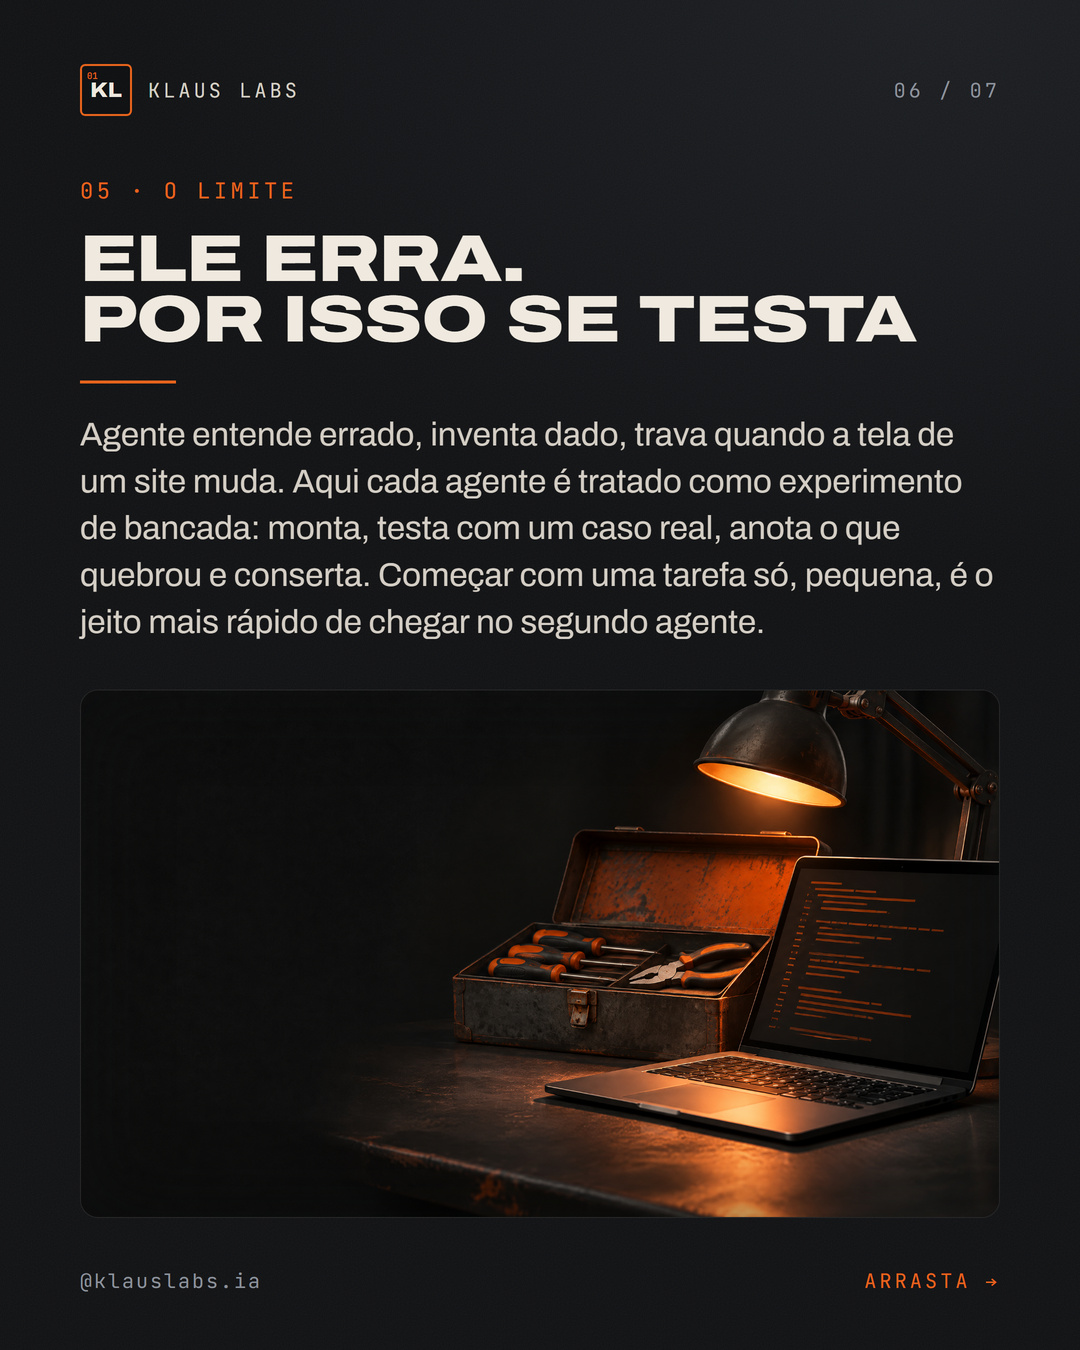 01
KL
KLAUS LABS
06 / 07
05 · O LIMITE
ELE ERRA.
POR ISSO SE TESTA
Agente entende errado, inventa dado, trava quando a tela de
um site muda. Aqui cada agente é tratado como experimento
de bancada: monta, testa com um caso real, anota o que
quebrou e conserta. Começar com uma tarefa só, pequena, é o
jeito mais rápido de chegar no segundo agente.
@klauslabs.ia
ARRASTA →